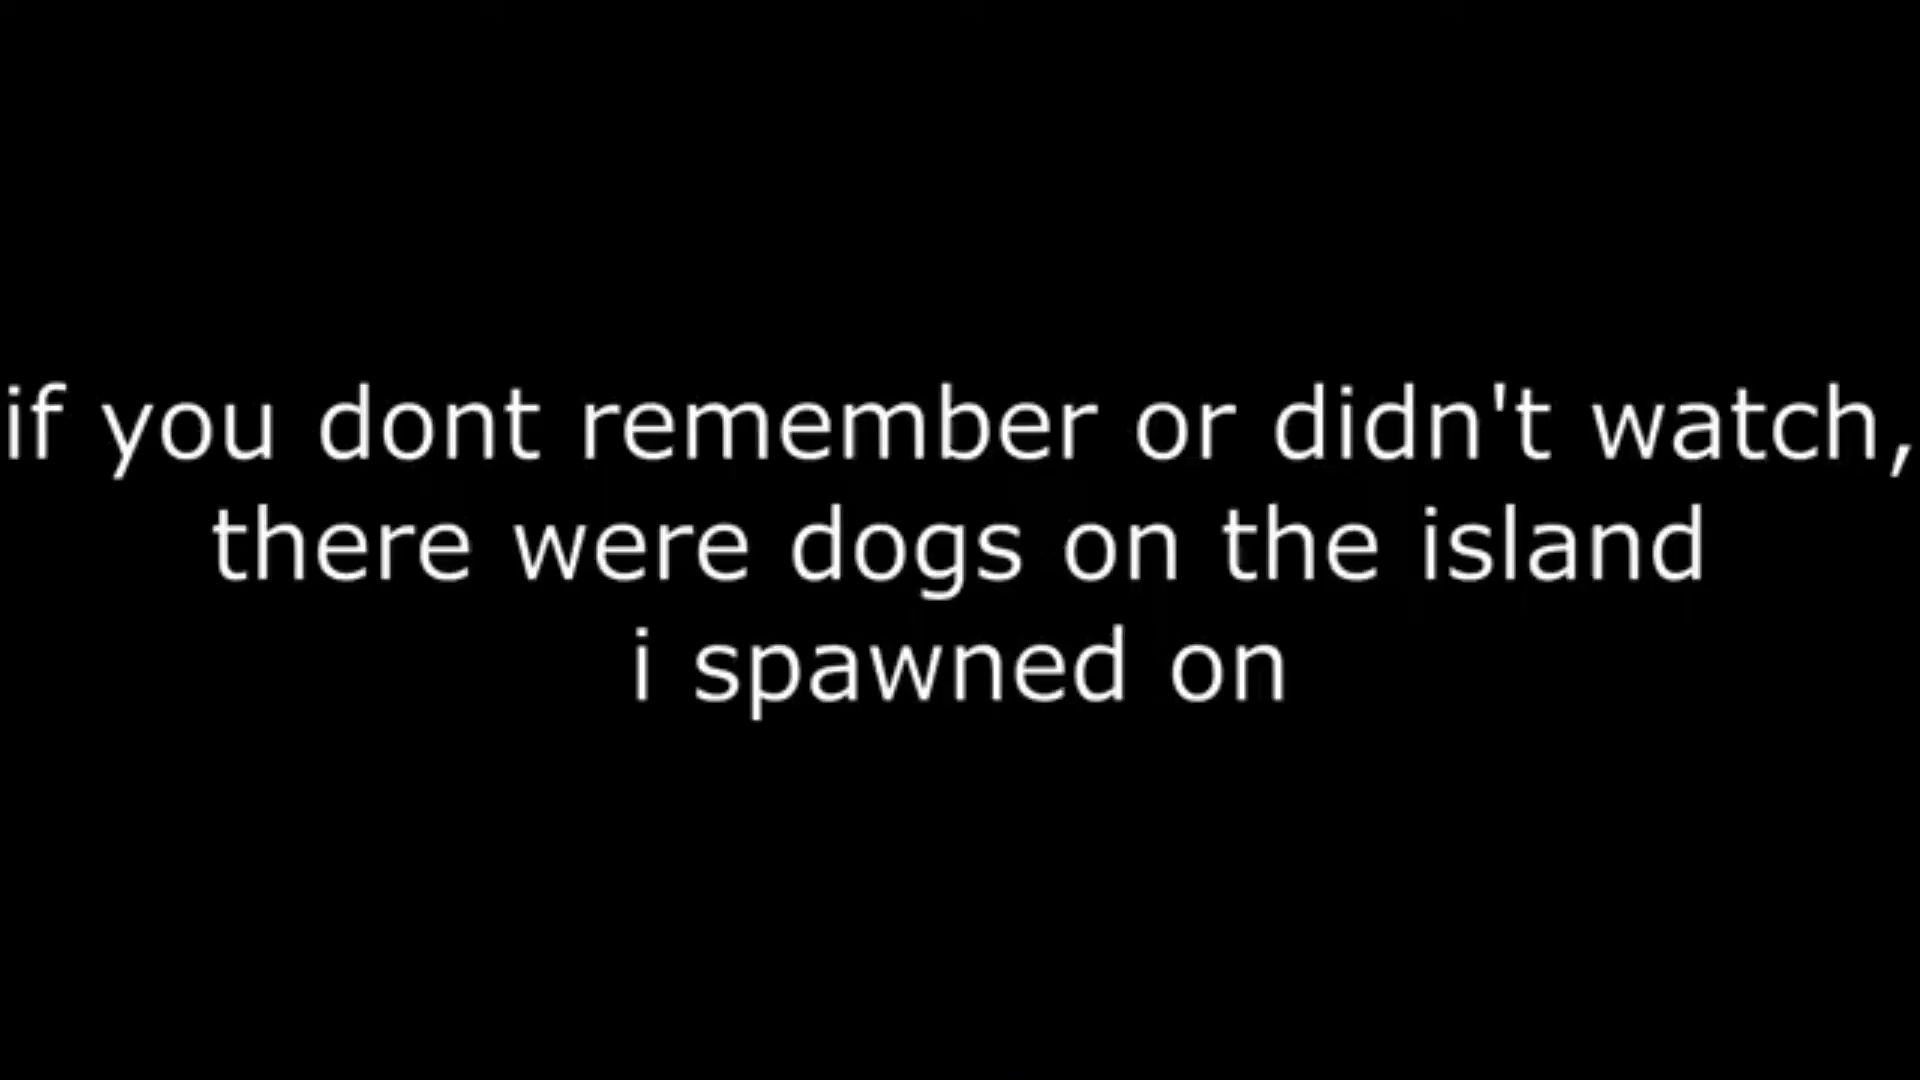 if you dont remember or didn't watch,
there were dogs on the island
i spawned on